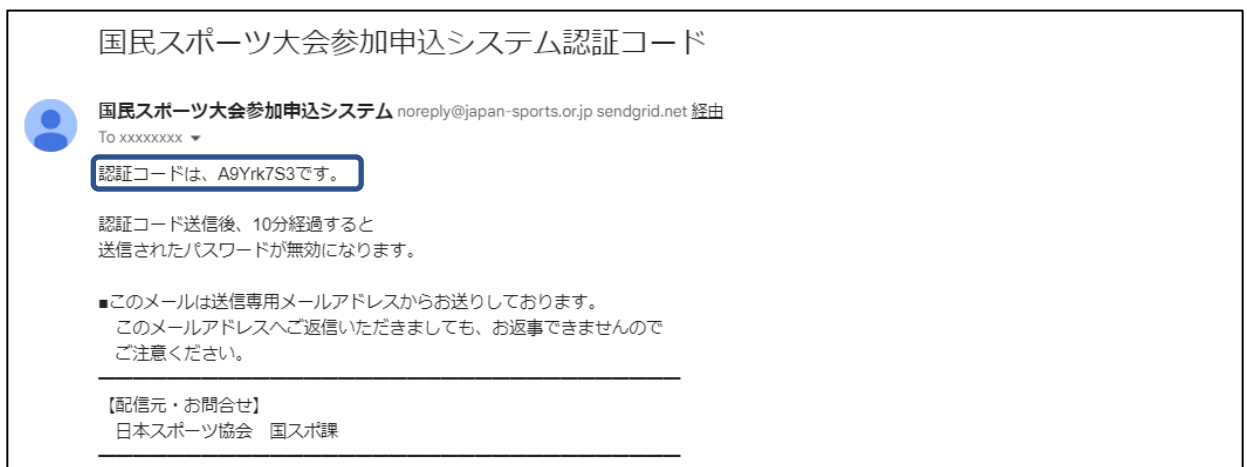 国民スポーツ大会参加申込システム認証コード
国民スポーツ大会参加申込システム noreply@japan-sports.or.jp sendgrid.net 経由
To xxxxxxxx
認証コードは、A9Yrk7S3です。
認証コード送信後、10分経過すると
送信されたパスワードが無効になります。
■このメールは送信専用メールアドレスからお送りしております。
このメールアドレスへご返信いただきましても、お返事できませんので
ご注意ください。
【配信元・お問合せ】
日本スポーツ協会 国スポ課